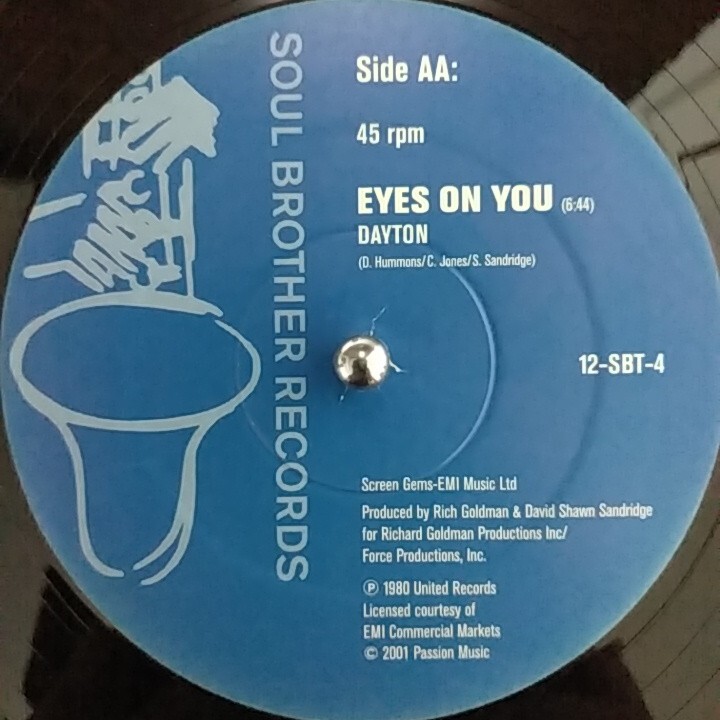 SOUL BROTHER RECORDS
Side AA:
45 rpm
EYES ON YOU (6:44)
DAYTON
(D. Hummons/C. Jones/S. Sandridge)
12-SBT-4
Screen Gems-EMI Music Ltd
Produced by Rich Goldman & David Shawn Sandridge
for Richard Goldman Productions Inc/
Force Productions, Inc.
℗ 1980 United Records
Licensed courtesy of
EMI Commercial Markets
© 2001 Passion Music